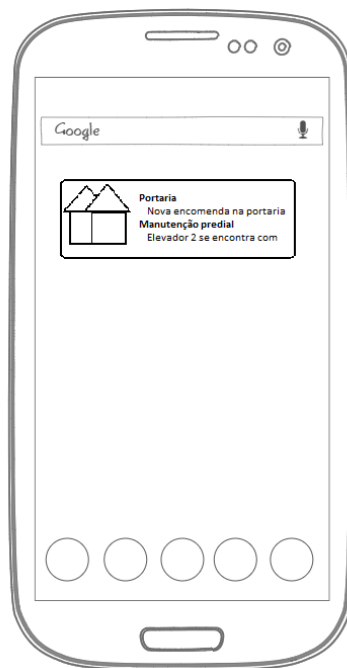 Google
Portaria
Nova encomenda na portaria
Manutenção predial
Elevador 2 se encontra com